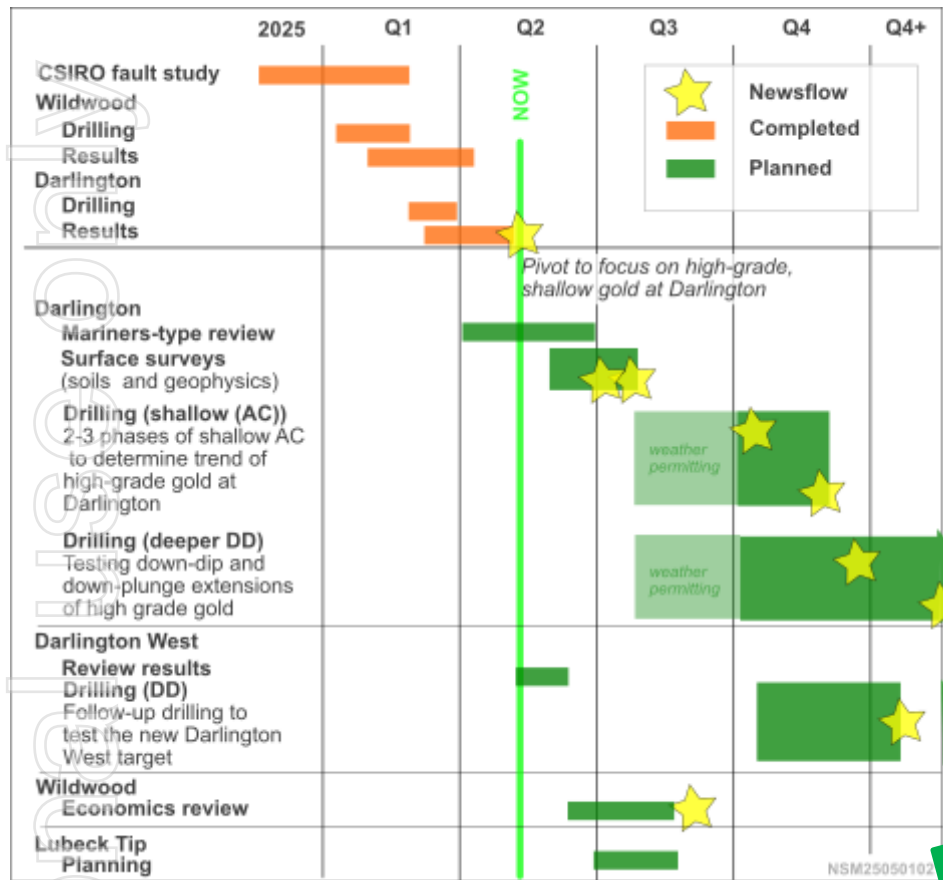 2025 Q1 Q2 Q3 Q4 Q4+
CSIRO fault study
Wildwood
Drilling
Results
Darlington
Drilling
Results
NOW
Newsflow
Completed
Planned
Pivot to focus on high-grade,
shallow gold at Darlington
Darlington
Mariners-type review
Surface surveys
(soils and geophysics)
Drilling (shallow (AC))
2-3 phases of shallow AC
to determine trend of
high-grade gold at
Darlington
weather
permitting
Drilling (deeper DD)
Testing down-dip and
down-plunge extensions
of high grade gold
weather
permitting
Darlington West
Review results
Drilling (DD)
Follow-up drilling to
test the new Darlington
West target
Wildwood
Economics review
Lubeck Tip
Planning
NSM25050102
nal use only